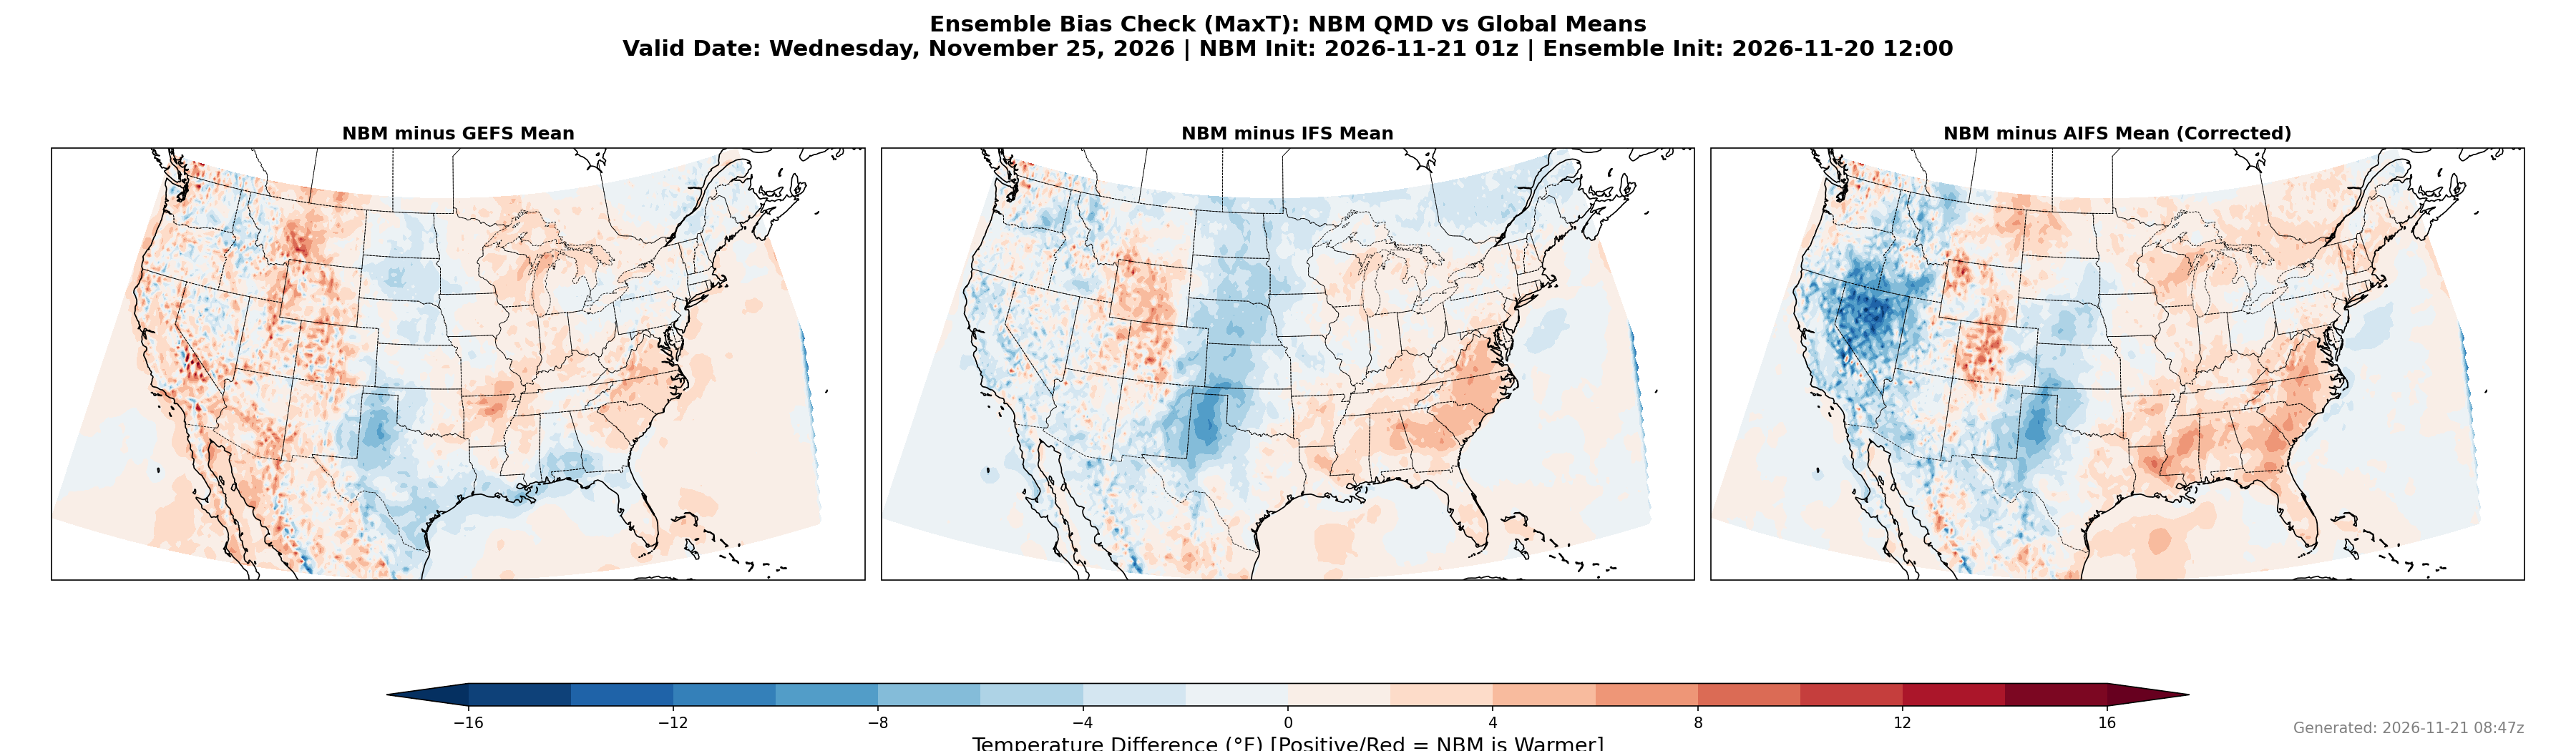 Ensemble Bias Check (MaxT): NBM QMD vs Global Means
Valid Date: Wednesday, November 25, 2026 | NBM Init: 2026-11-21 01z | Ensemble Init: 2026-11-20 12:00
NBM minus GEFS Mean
NBM minus IFS Mean
NBM minus AIFS Mean (Corrected)
−16 −12 −8 −4 0 4 8 12 16
Temperature Difference (°F) [Positive/Red = NBM is Warmer]
Generated: 2026-11-21 08:47z